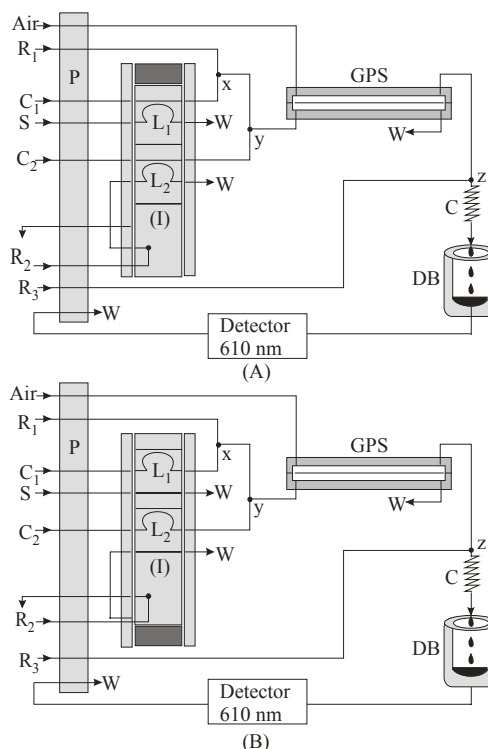 Air
R₁
P
GPS
x
C₁
S
L₁
W
W
y
C₂
z
L₂
W
C
(I)
R₂
DB
R₃
W
Detector
610 nm
(A)
Air
R₁
P
GPS
x
C₁
L₁
S
W
W
y
C₂
L₂
z
W
C
(I)
R₂
R₃
DB
W
Detector
610 nm
(B)